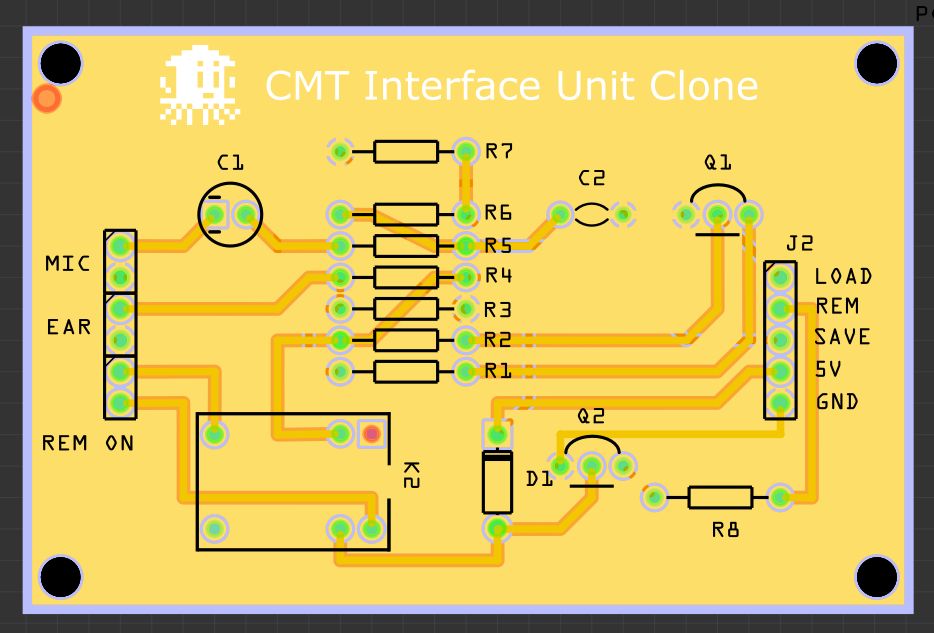 CMT Interface Unit Clone
R7
C1
C2
Q1
R6
J2
R5
MIC
R4
LOAD
R3
REM
EAR
R2
SAVE
R1
5V
GND
Q2
REM ON
K2
D1
R8